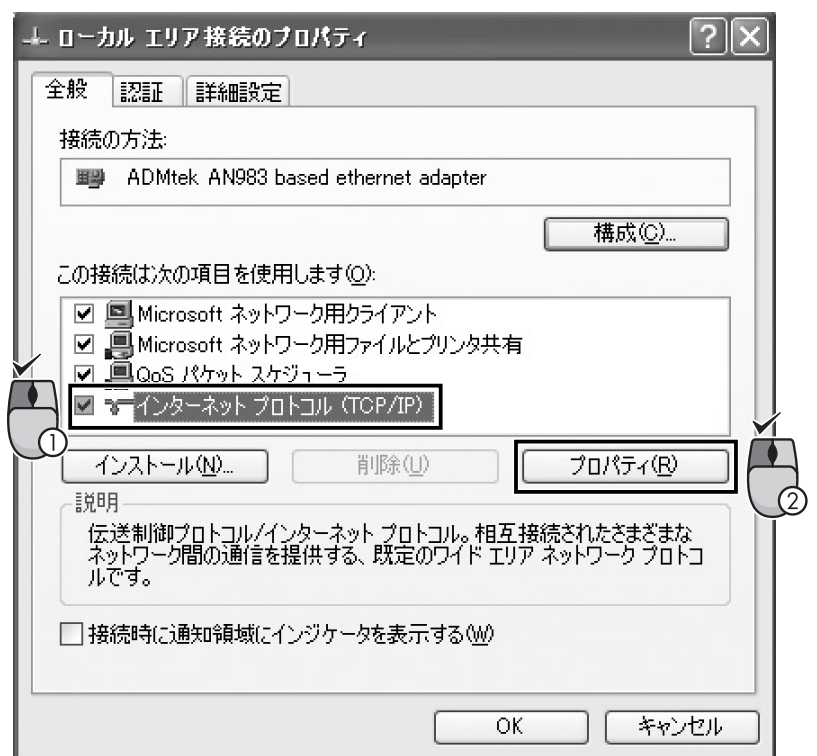 ローカル エリア接続のプロパティ
全般 認証 詳細設定
接続の方法:
ADMtek AN983 based ethernet adapter
構成(C)...
この接続は次の項目を使用します(O):
Microsoft ネットワーク用クライアント
Microsoft ネットワーク用ファイルとプリンタ共有
QoS パケット スケジューラ
インターネット プロトコル (TCP/IP)
①
インストール(N)... 削除(U) プロパティ(R)
②
説明
伝送制御プロトコル/インターネット プロトコル。相互接続されたさまざまな
ネットワーク間の通信を提供する、既定のワイド エリア ネットワーク プロトコ
ルです。
接続時に通知領域にインジケータを表示する(W)
OK キャンセル